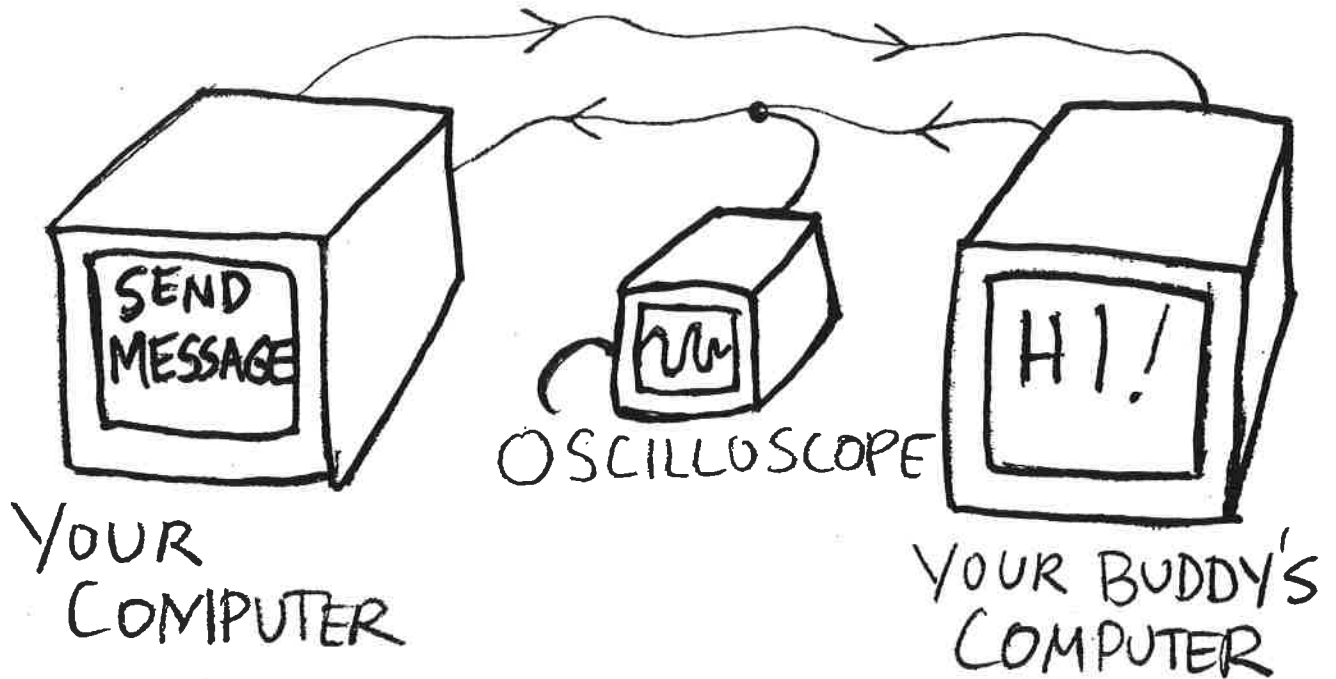 SEND
MESSAGE
HI!
OSCILLOSCOPE
YOUR
COMPUTER
YOUR BUDDY'S
COMPUTER